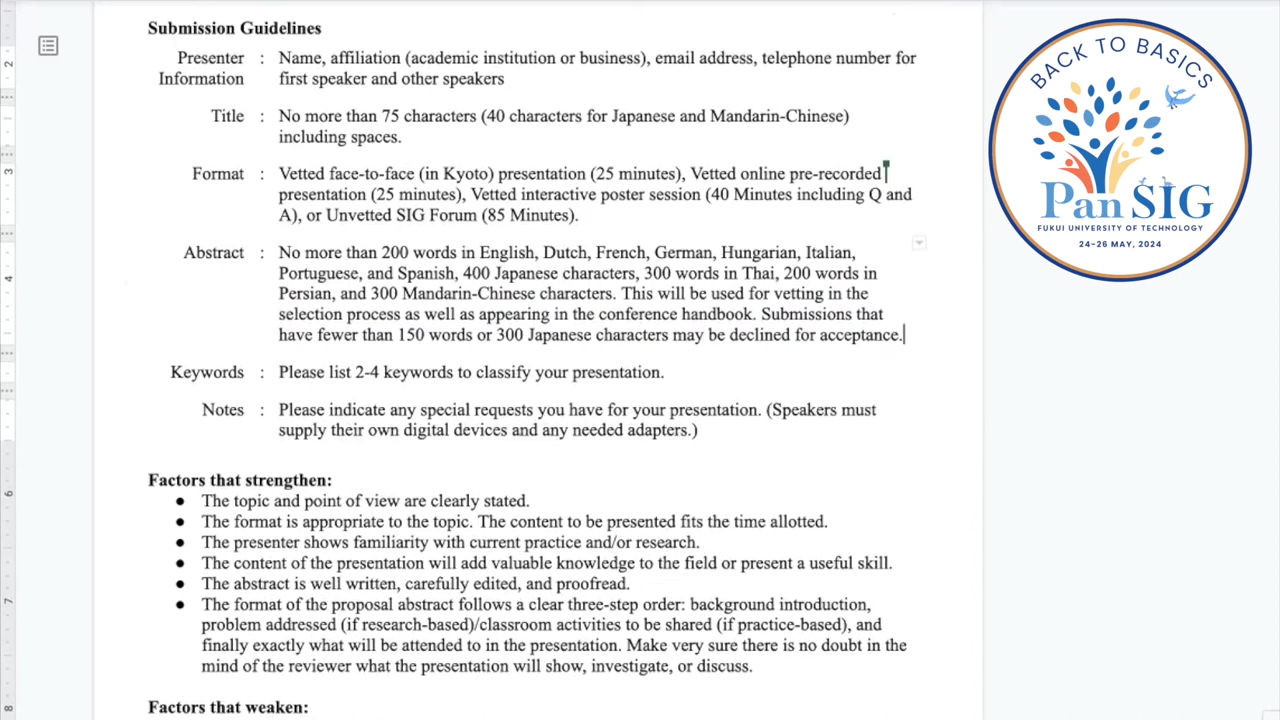 Submission Guidelines
Presenter : Name, affiliation (academic institution or business), email address, telephone number for
Information first speaker and other speakers
Title : No more than 75 characters (40 characters for Japanese and Mandarin-Chinese)
including spaces.
Format : Vetted face-to-face (in Kyoto) presentation (25 minutes), Vetted online pre-recorded
presentation (25 minutes), Vetted interactive poster session (40 Minutes including Q and
A), or Unvetted SIG Forum (85 Minutes).
Abstract : No more than 200 words in English, Dutch, French, German, Hungarian, Italian,
Portuguese, and Spanish, 400 Japanese characters, 300 words in Thai, 200 words in
Persian, and 300 Mandarin-Chinese characters. This will be used for vetting in the
selection process as well as appearing in the conference handbook. Submissions that
have fewer than 150 words or 300 Japanese characters may be declined for acceptance.
Keywords : Please list 2-4 keywords to classify your presentation.
Notes : Please indicate any special requests you have for your presentation. (Speakers must
supply their own digital devices and any needed adapters.)
Factors that strengthen:
● The topic and point of view are clearly stated.
● The format is appropriate to the topic. The content to be presented fits the time allotted.
● The presenter shows familiarity with current practice and/or research.
● The content of the presentation will add valuable knowledge to the field or present a useful skill.
● The abstract is well written, carefully edited, and proofread.
● The format of the proposal abstract follows a clear three-step order: background introduction,
problem addressed (if research-based)/classroom activities to be shared (if practice-based), and
finally exactly what will be attended to in the presentation. Make very sure there is no doubt in the
mind of the reviewer what the presentation will show, investigate, or discuss.
Factors that weaken:
2
3
4
6
7
8
BACK TO BASICS
PanSIG
FUKUI UNIVERSITY OF TECHNOLOGY
24-26 MAY, 2024